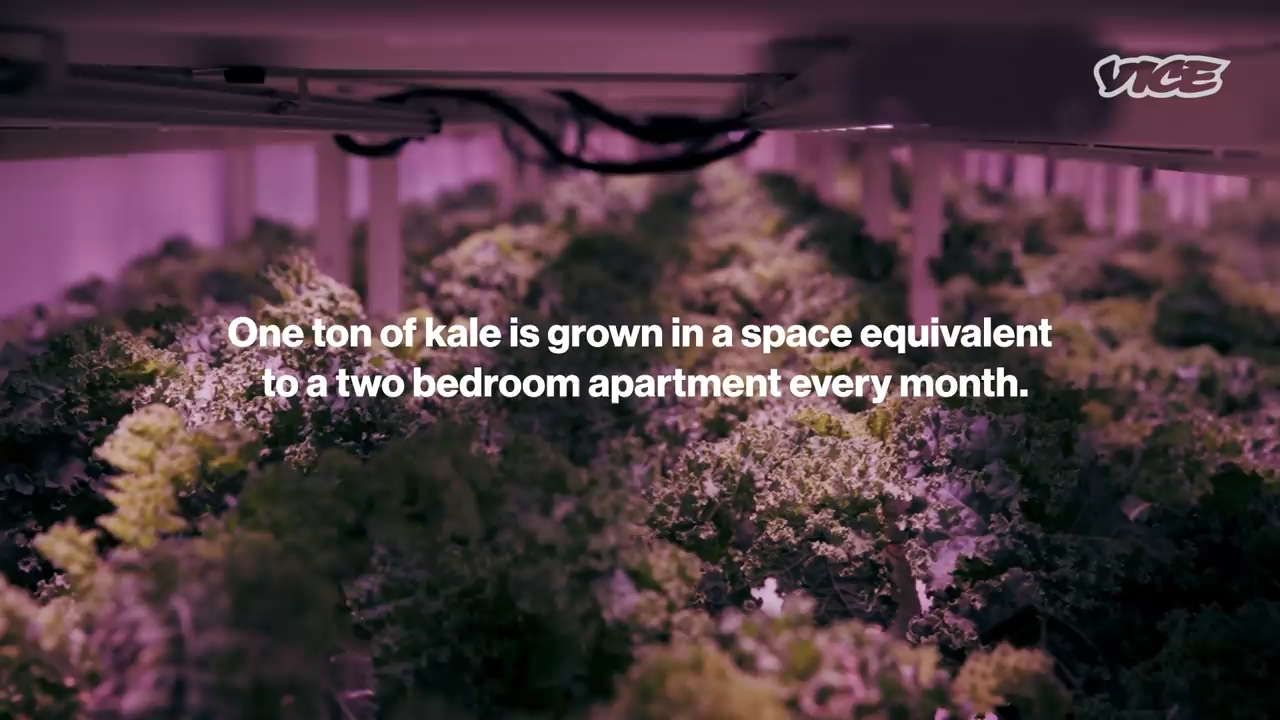 VICE
One ton of kale is grown in a space equivalent
to a two bedroom apartment every month.